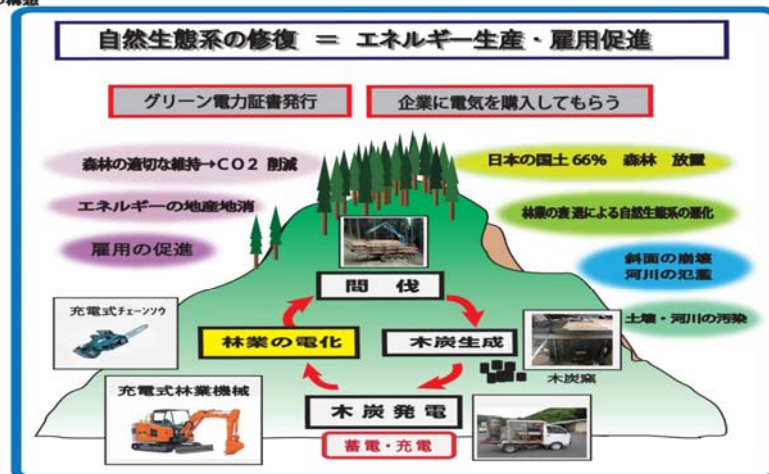 の構想
自然生態系の修復 ＝ エネルギー生産・雇用促進
グリーン電力証書発行
企業に電気を購入してもらう
森林の適切な維持→CO2 削減
日本の国土66% 森林 放置
エネルギーの地産地消
林業の衰退による自然生態系の悪化
雇用の促進
斜面の崩壊
河川の氾濫
間伐
充電式チェーンソウ
土壌・河川の汚染
林業の電化
木炭生成
木炭窯
充電式林業機械
木炭発電
蓄電・充電